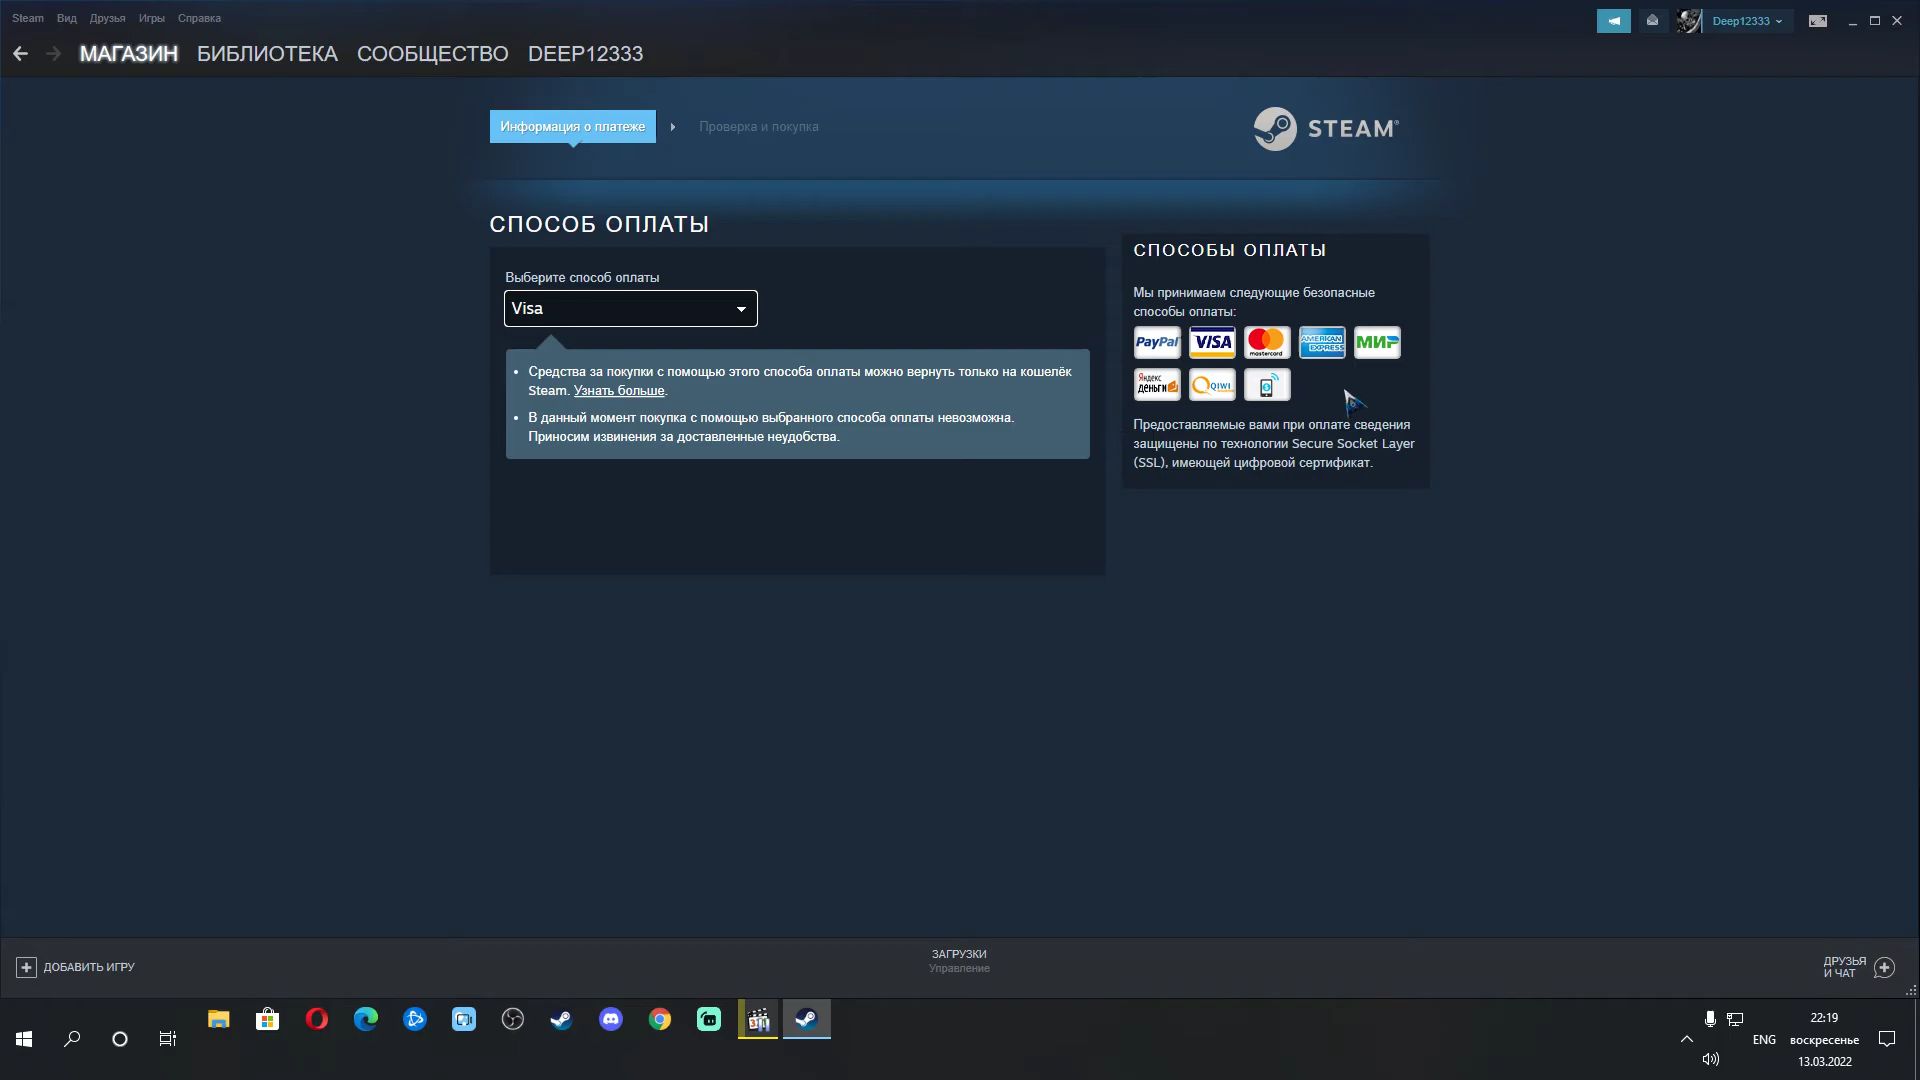 Steam Вид Друзья Игры Справка
Deep12333
МАГАЗИН БИБЛИОТЕКА СООБЩЕСТВО DEEP12333
Информация о платеже
Проверка и покупка
STEAM®
СПОСОБ ОПЛАТЫ
Выберите способ оплаты
Visa
• Средства за покупки с помощью этого способа оплаты можно вернуть только на кошелёк
Steam. Узнать больше.
• В данный момент покупка с помощью выбранного способа оплаты невозможна.
Приносим извинения за доставленные неудобства.
СПОСОБЫ ОПЛАТЫ
Мы принимаем следующие безопасные
способы оплаты:
PayPal VISA mastercard AMERICAN EXPRESS МИР
Яндекс деньги QIWI
Предоставляемые вами при оплате сведения
защищены по технологии Secure Socket Layer
(SSL), имеющей цифровой сертификат.
ДОБАВИТЬ ИГРУ
ЗАГРУЗКИ
Управление
ДРУЗЬЯ
И ЧАТ
22:19
ENG воскресенье
13.03.2022